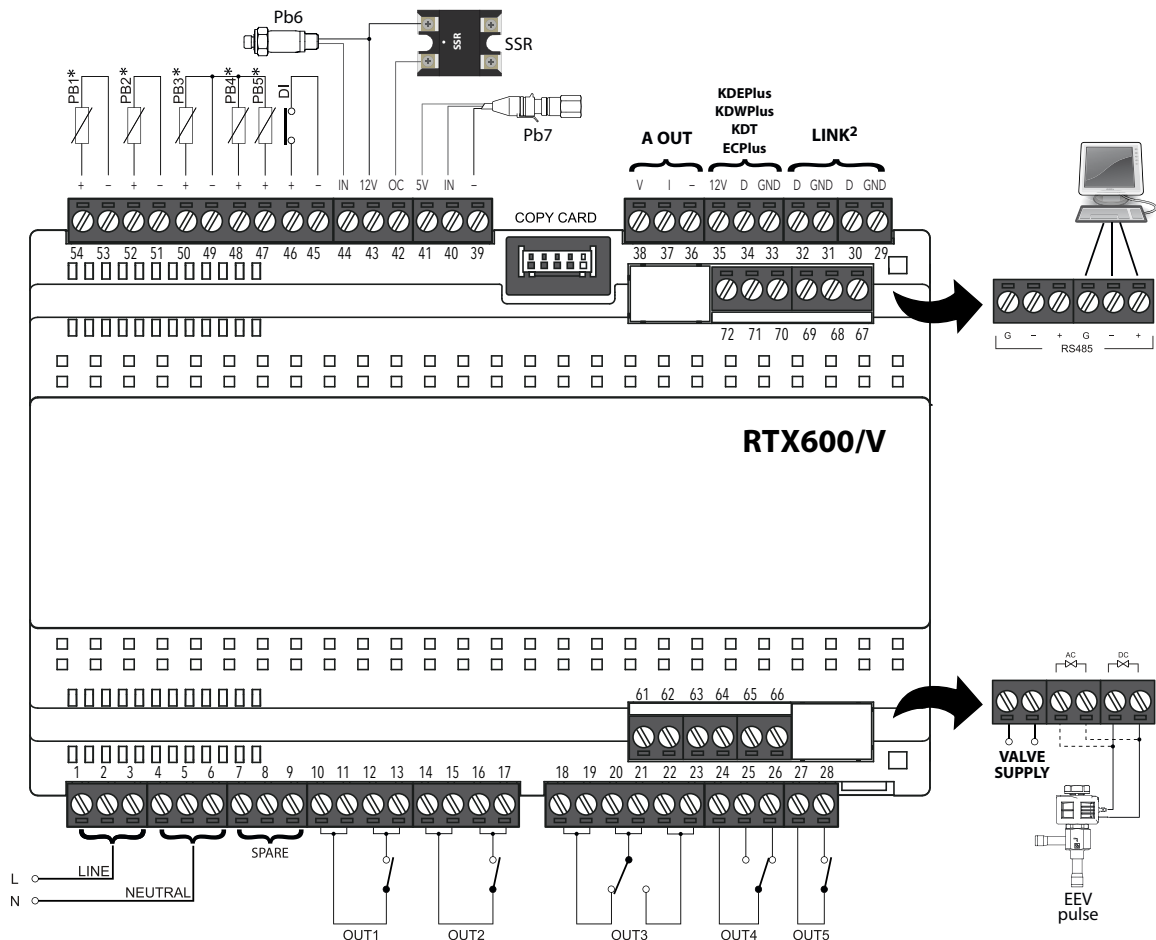 Pb6
SSR
SSR
PB1*
PB2*
PB3*
PB4*
PB5*
DI
Pb7
KDEPlus
KDWPlus
KDT
ECPlus
A OUT
LINK²
+ − + − + − + + + − IN 12V OC 5V IN −
V I − 12V D GND D GND D GND
COPY CARD
54 53 52 51 50 49 48 47 46 45 44 43 42 41 40 39
38 37 36 35 34 33 32 31 30 29
72 71 70 69 68 67
G − + G − +
RS485
RTX600/V
61 62 63 64 65 66
AC
DC
1 2 3 4 5 6 7 8 9 10 11 12 13 14 15 16 17
18 19 20 21 22 23 24 25 26 27 28
VALVE
SUPPLY
SPARE
L
LINE
N
NEUTRAL
OUT1
OUT2
OUT3
OUT4
OUT5
EEV
pulse